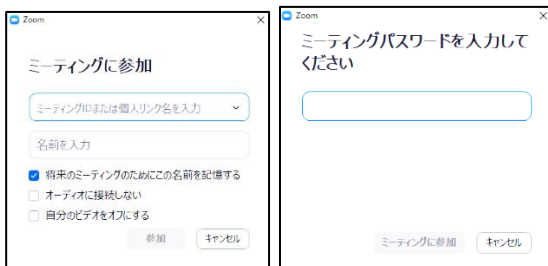 Zoom
ミーティングに参加
ミーティングIDまたは個人リンク名を入力
名前を入力
将来のミーティングのためにこの名前を記憶する
オーディオに接続しない
自分のビデオをオフにする
参加 キャンセル
Zoom
ミーティングパスワードを入力して
ください
ミーティングに参加 キャンセル